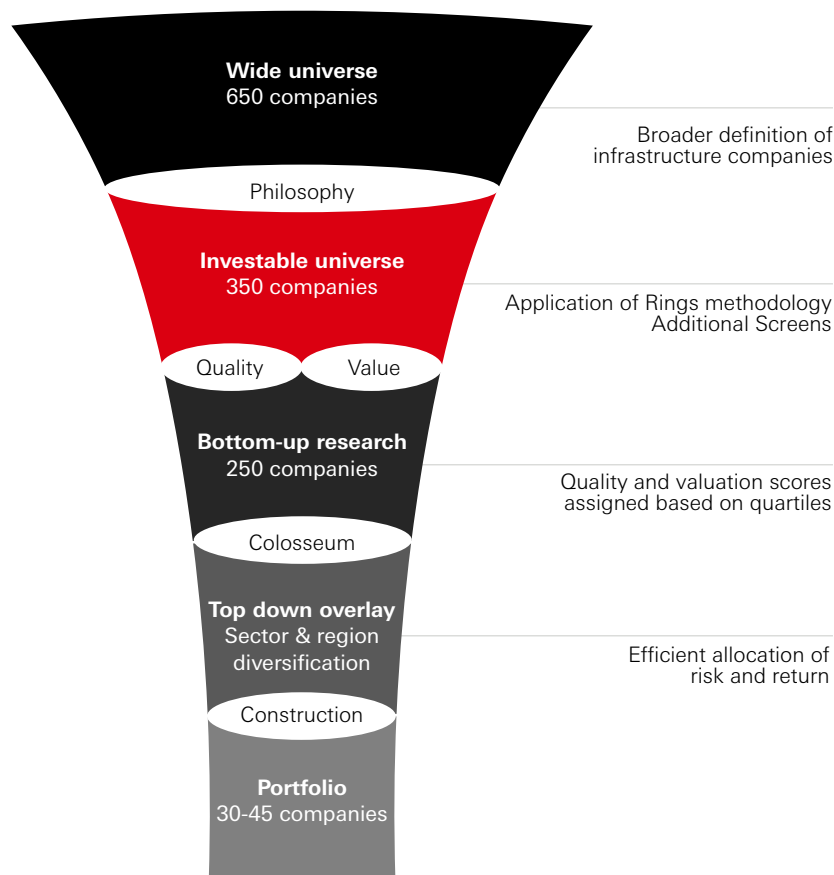 Wide universe
650 companies
Broader definition of
infrastructure companies
Philosophy
Investable universe
350 companies
Application of Rings methodology
Additional Screens
Quality
Value
Bottom-up research
250 companies
Quality and valuation scores
assigned based on quartiles
Colosseum
Top down overlay
Sector & region
diversification
Efficient allocation of
risk and return
Construction
Portfolio
30-45 companies